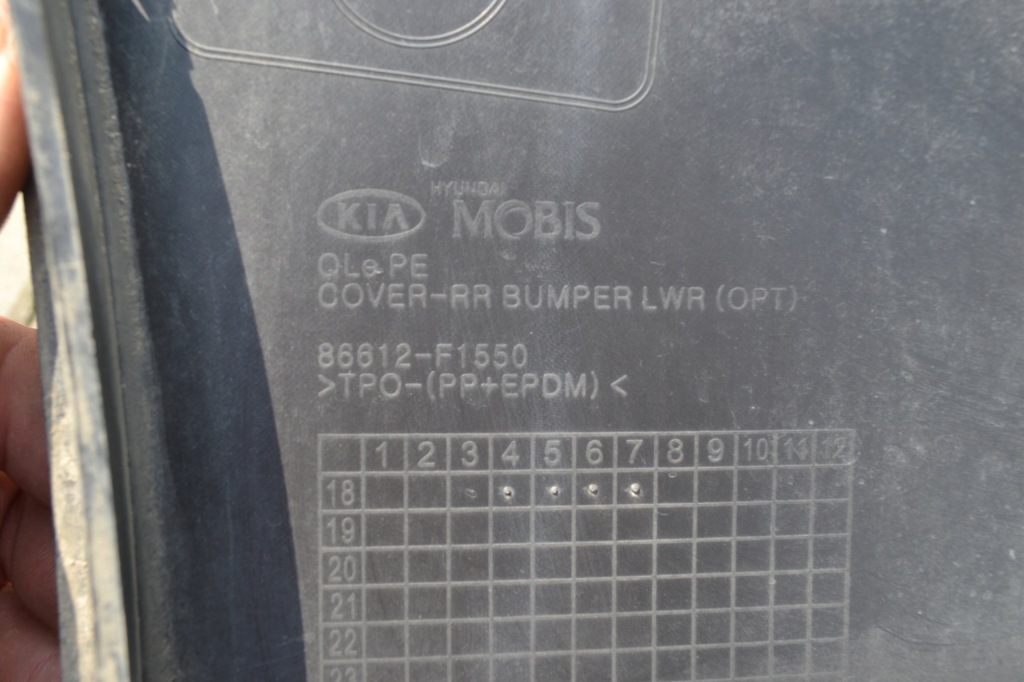 KIA HYUNDAI MOBIS
QLe PE
COVER-RR BUMPER LWR (OPT)
86612-F1550
>TPO-(PP+EPDM)<
1 2 3 4 5 6 7 8 9 10 11 12
18
19
20
21
22
23